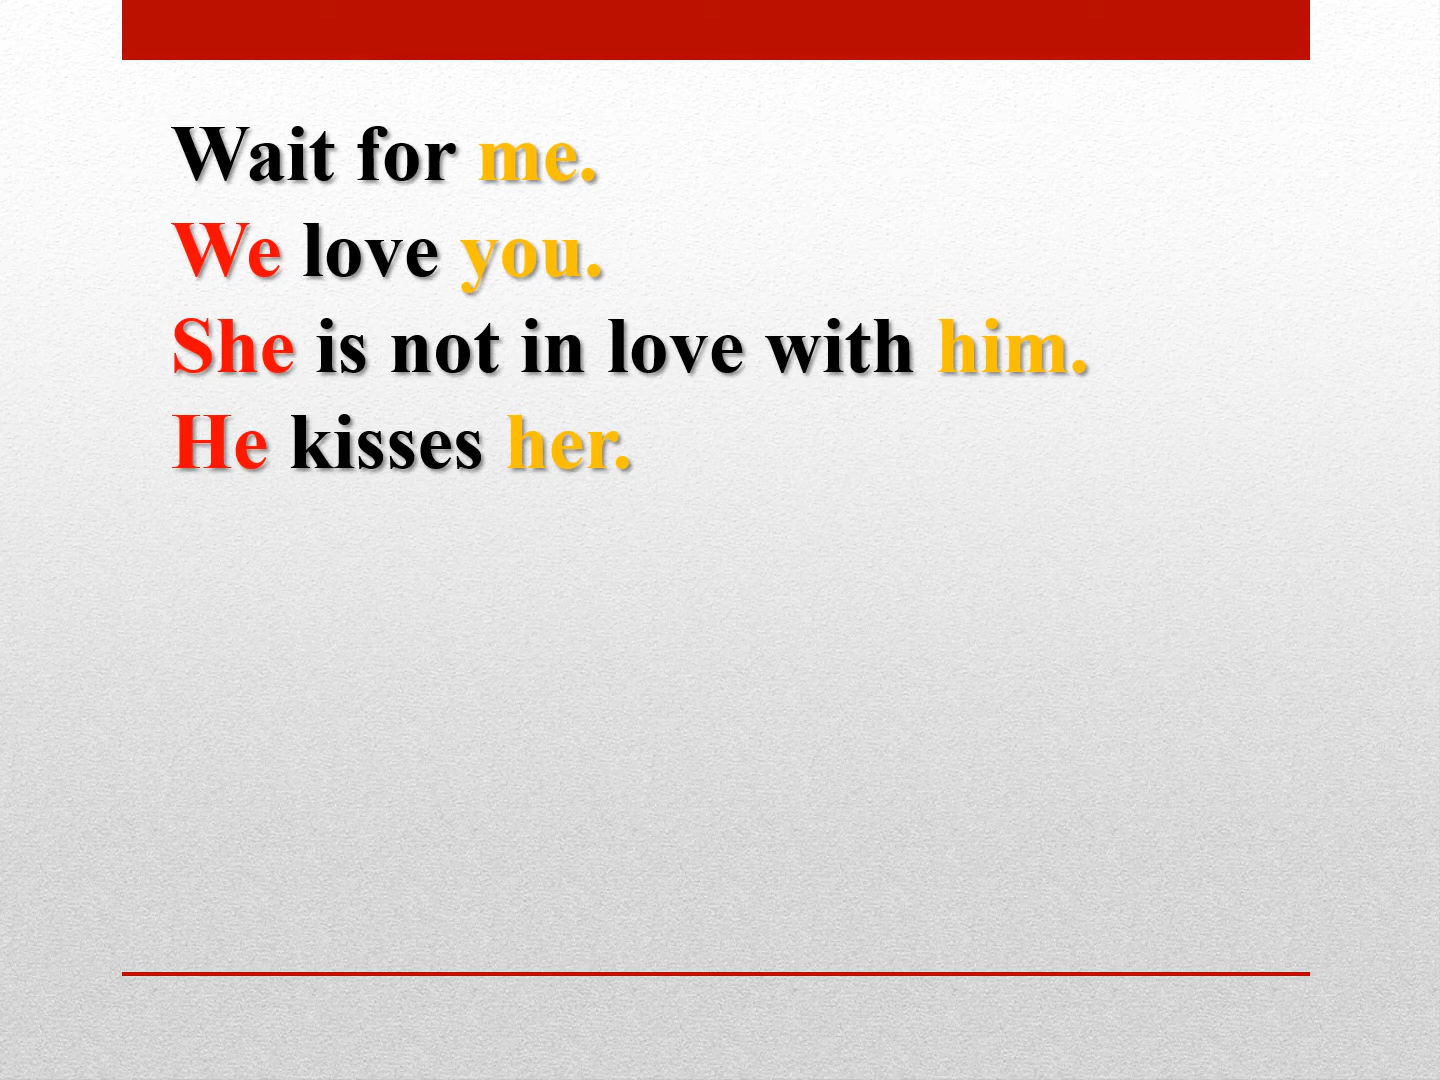 Wait for me.
We love you.
She is not in love with him.
He kisses her.